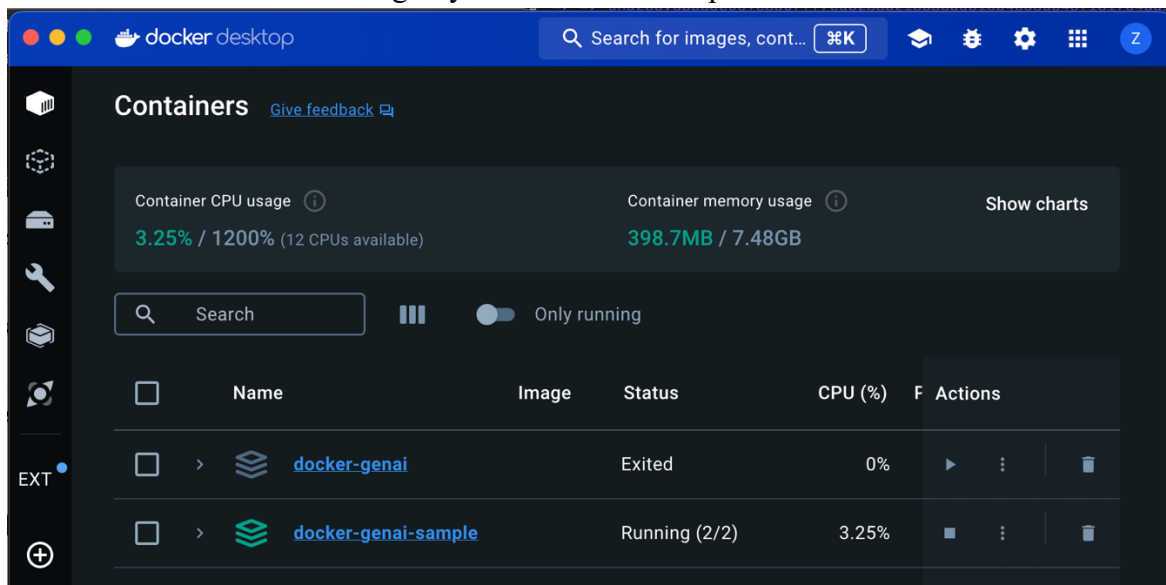 docker desktop
Search for images, cont... ⌘K
Z
Containers Give feedback
Container CPU usage
3.25% / 1200% (12 CPUs available)
Container memory usage
398.7MB / 7.48GB
Show charts
Search
Only running
Name Image Status CPU (%) Actions
docker-genai Exited 0%
docker-genai-sample Running (2/2) 3.25%
EXT